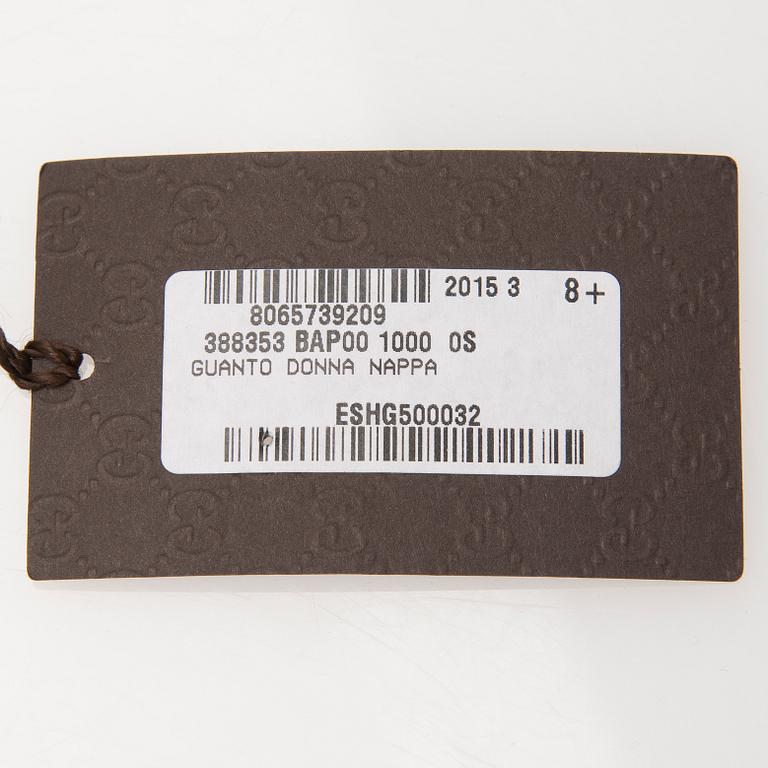 2015 3 8+
8065739209
388353 BAP00 1000 0S
GUANTO DONNA NAPPA
ESHG500032